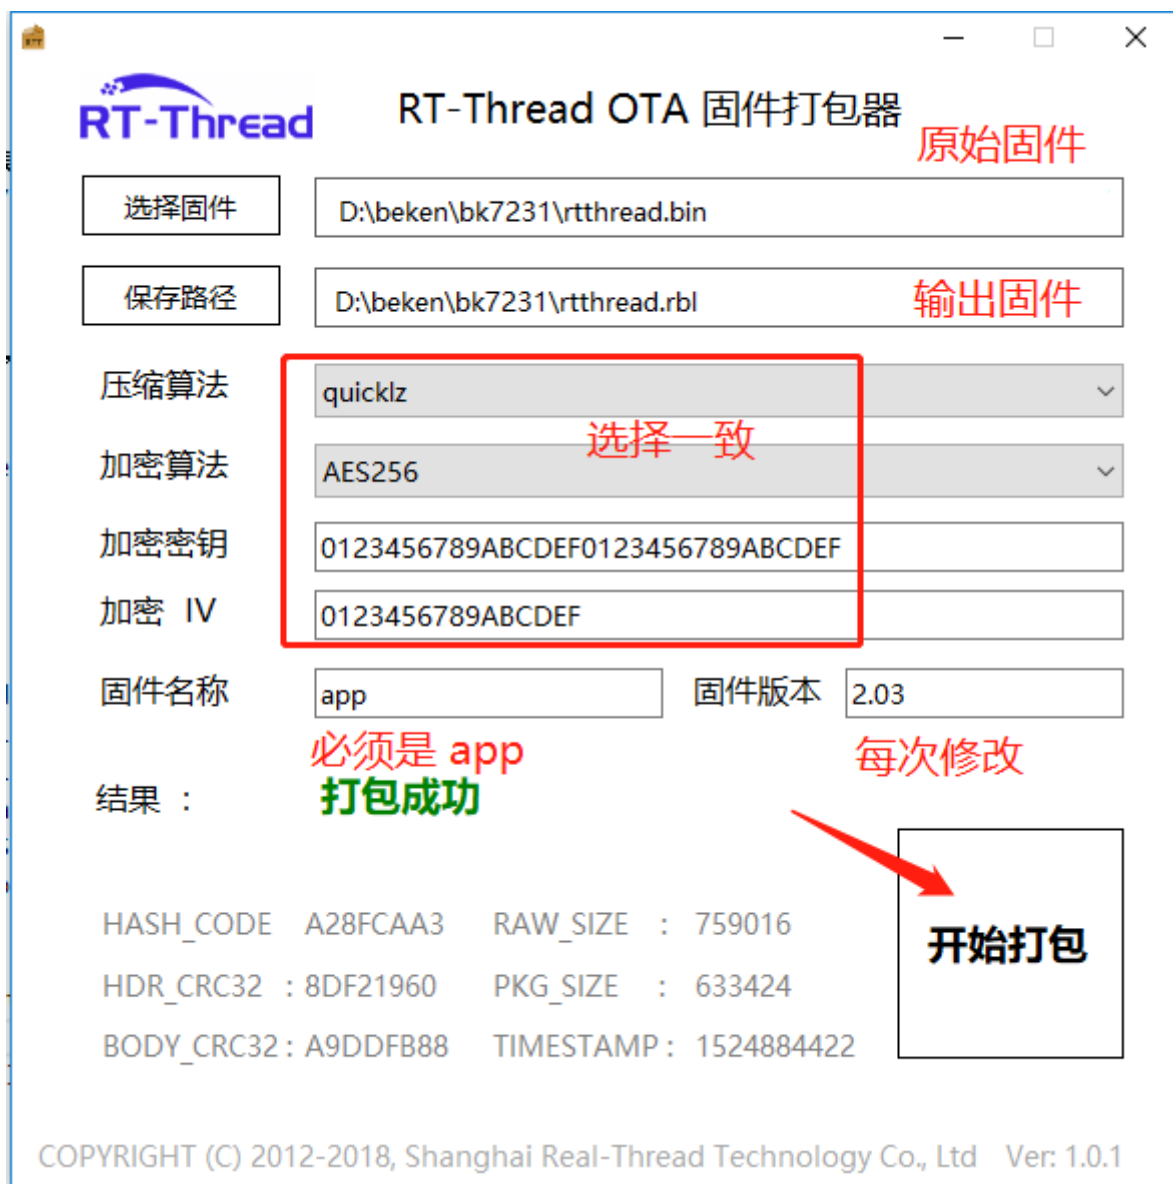 RT-Thread
RT-Thread OTA 固件打包器
原始固件
选择固件 D:\beken\bk7231\rtthread.bin
保存路径 D:\beken\bk7231\rtthread.rbl 输出固件
压缩算法 quicklz
选择一致
加密算法 AES256
加密密钥 0123456789ABCDEF0123456789ABCDEF
加密 IV 0123456789ABCDEF
固件名称 app 固件版本 2.03
必须是 app 每次修改
结果 : 打包成功
HASH_CODE A28FCAA3 RAW_SIZE : 759016
开始打包
HDR_CRC32 : 8DF21960 PKG_SIZE : 633424
BODY_CRC32 : A9DDFB88 TIMESTAMP : 1524884422
COPYRIGHT (C) 2012-2018, Shanghai Real-Thread Technology Co., Ltd Ver: 1.0.1